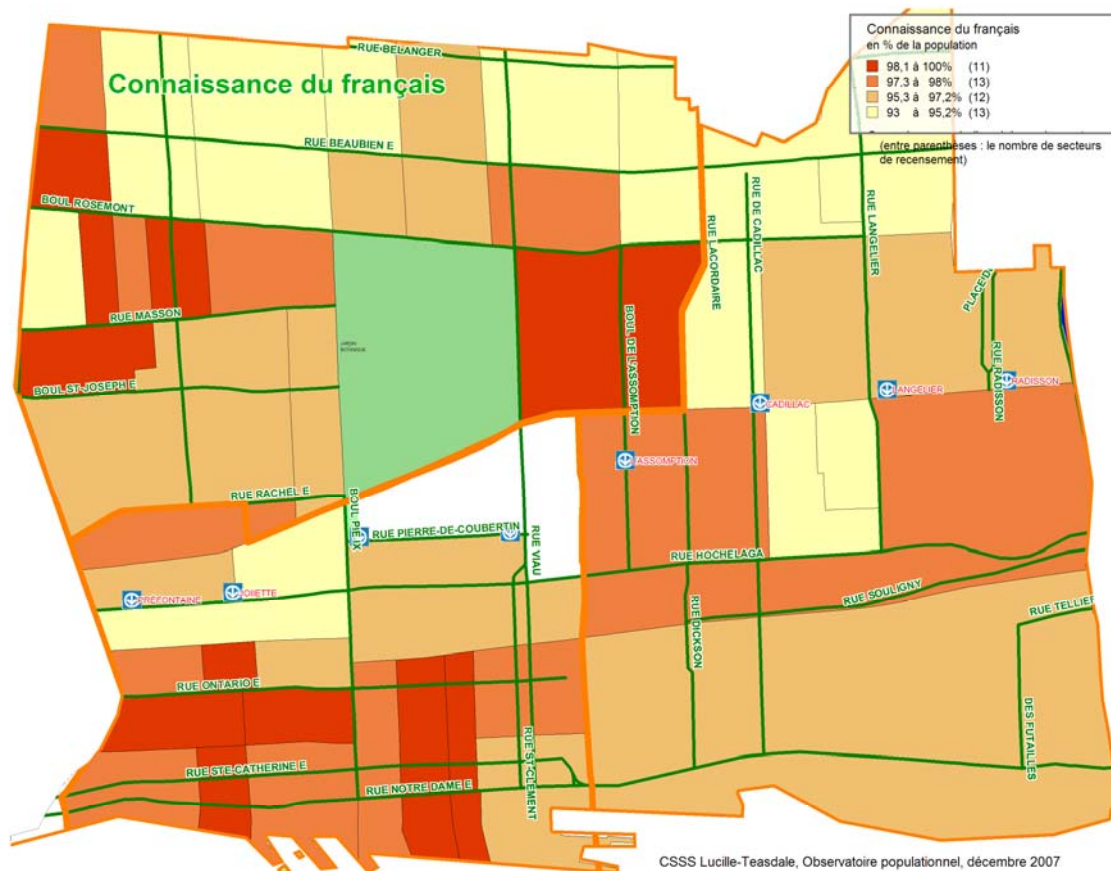 Connaissance du français
en % de la population
98,1 à 100% (11)
97,3 à 98% (13)
95,3 à 97,2% (12)
93 à 95,2% (13)
(entre parenthèses : le nombre de secteurs
de recensement)
Connaissance du français
RUE BELANGER
RUE BEAUBIEN E
BOUL ROSEMONT
RUE LACORDAIRE
RUE DE CADILLAC
RUE LANGELIER
RUE MASSON
JARDIN
BOTANIQUE
BOUL DE L'ASSOMPTION
PLACE D
RUE RADISSON
BOUL ST-JOSEPH E
CADILLAC
ANGELIER
RADISSON
L'ASSOMPTION
RUE RACHEL E
BOUL PIE IX
RUE PIERRE-DE-COUBERTIN
RUE VIAU
RUE HOCHELAGA
PRÉFONTAINE
JOLIETTE
RUE SOULIGNY
RUE DICKSON
RUE TELLIER
RUE ONTARIO E
DES FUTAILLES
RUE STE-CATHERINE E
RUE ST-CLEMENT
RUE NOTRE DAME E
CSSS Lucille-Teasdale, Observatoire populationnel, décembre 2007